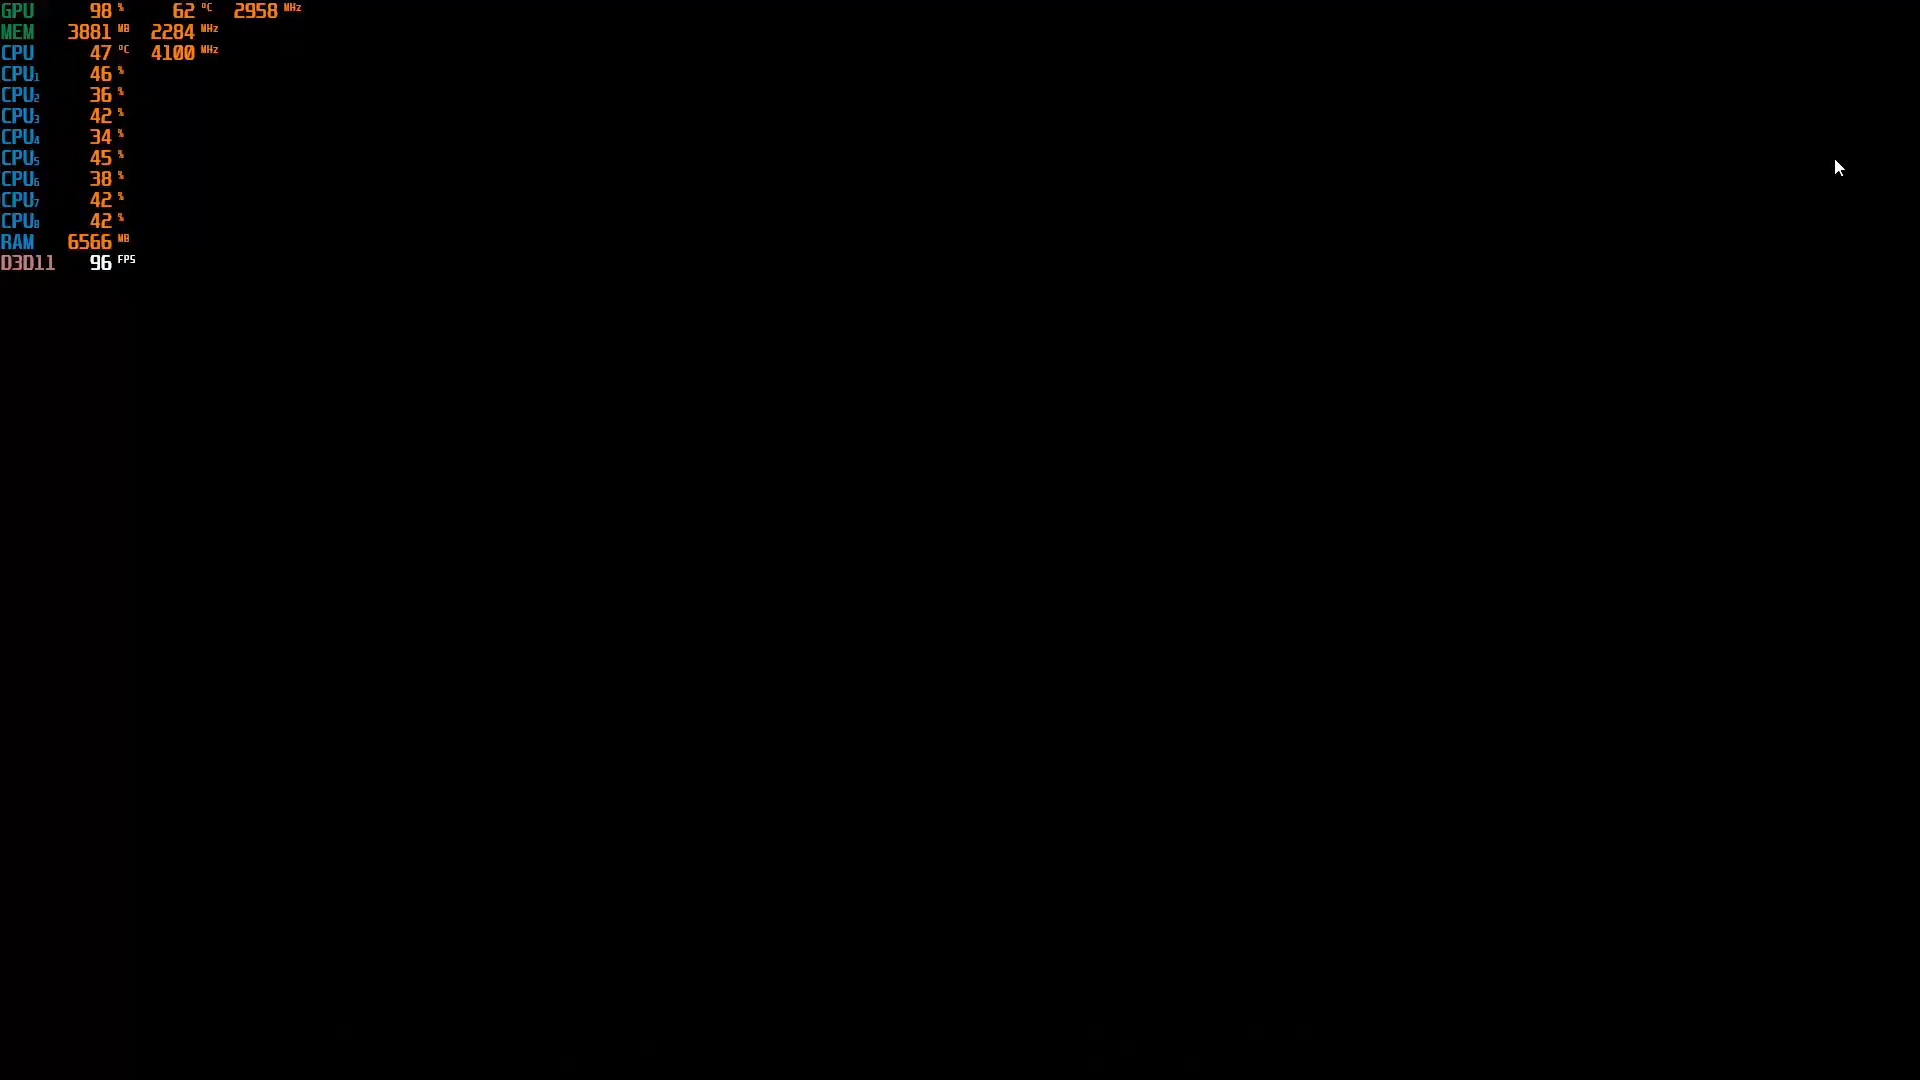 GPU 98 % 62 °C 2958 MHz
MEM 3881 MB 2284 MHz
CPU 47 °C 4100 MHz
CPU1 46 %
CPU2 36 %
CPU3 42 %
CPU4 34 %
CPU5 45 %
CPU6 38 %
CPU7 42 %
CPU8 42 %
RAM 6566 MB
D3D11 96 FPS